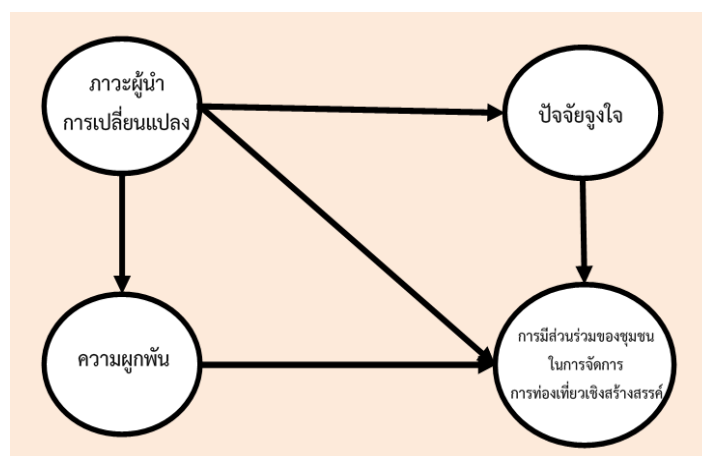 ภาวะผู้นำ
การเปลี่ยนแปลง
ปัจจัยจูงใจ
ความผูกพัน
การมีส่วนร่วมของชุมชน
ในการจัดการ
การท่องเที่ยวเชิงสร้างสรรค์